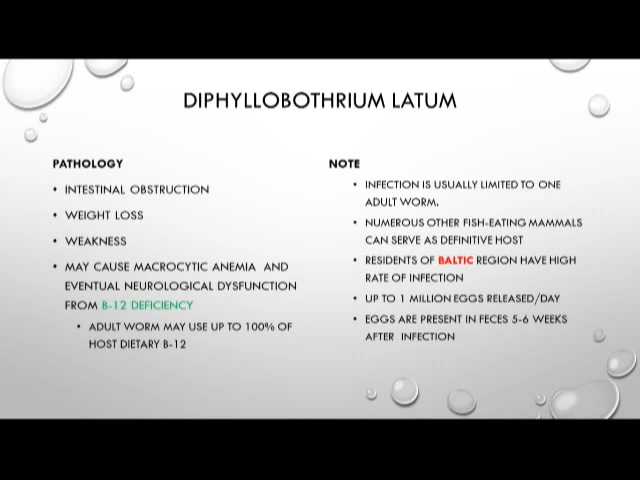 DIPHYLLOBOTHRIUM LATUM
PATHOLOGY
• INTESTINAL OBSTRUCTION
• WEIGHT LOSS
• WEAKNESS
• MAY CAUSE MACROCYTIC ANEMIA AND
EVENTUAL NEUROLOGICAL DYSFUNCTION
FROM B-12 DEFICIENCY
• ADULT WORM MAY USE UP TO 100% OF
HOST DIETARY B-12
NOTE
• INFECTION IS USUALLY LIMITED TO ONE
ADULT WORM.
• NUMEROUS OTHER FISH-EATING MAMMALS
CAN SERVE AS DEFINITIVE HOST
• RESIDENTS OF BALTIC REGION HAVE HIGH
RATE OF INFECTION
• UP TO 1 MILLION EGGS RELEASED/DAY
• EGGS ARE PRESENT IN FECES 5-6 WEEKS
AFTER INFECTION